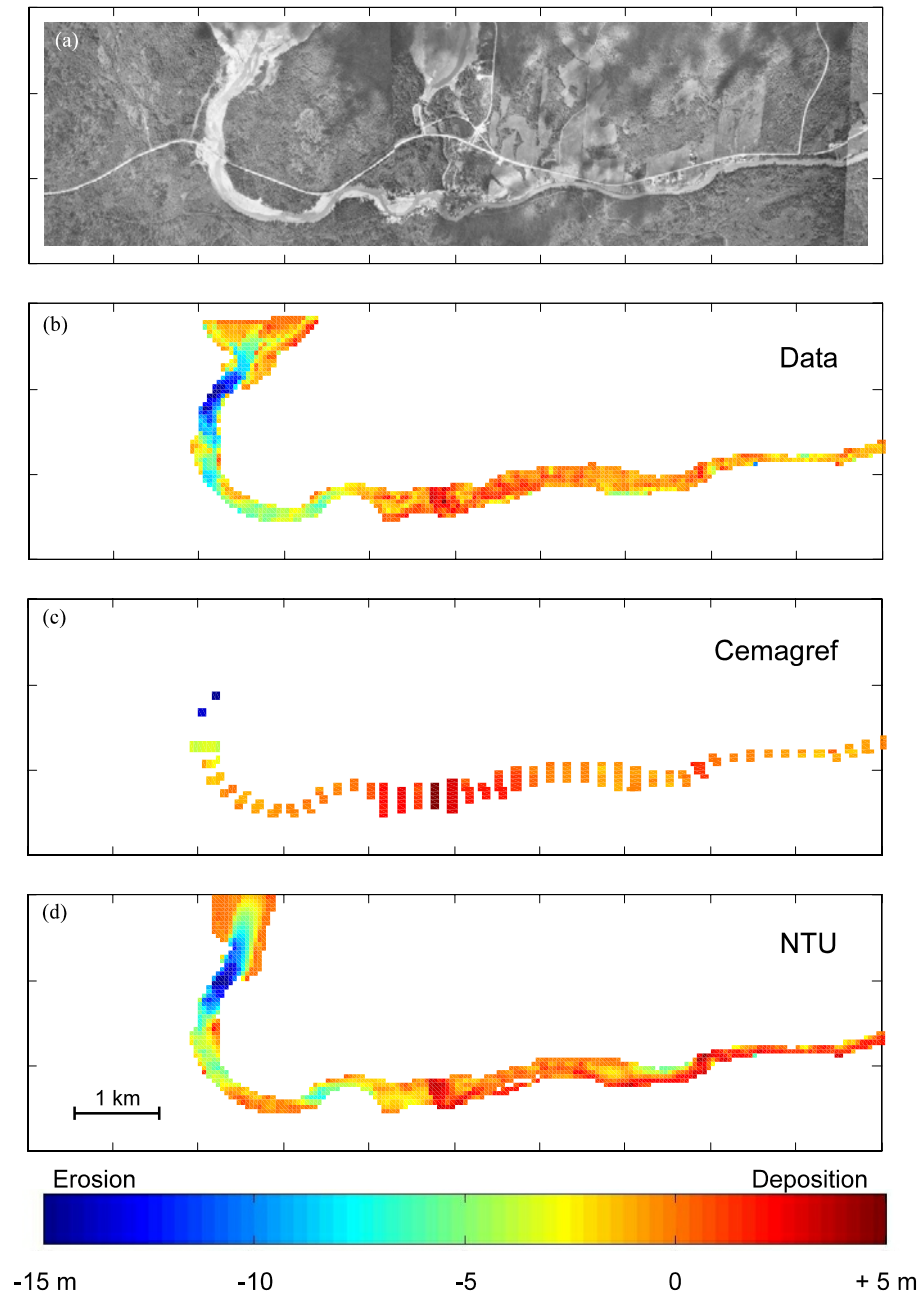 (a)
(b)
Data
(c)
Cemagref
(d)
NTU
1 km
Erosion Deposition
-15 m -10 -5 0 + 5 m